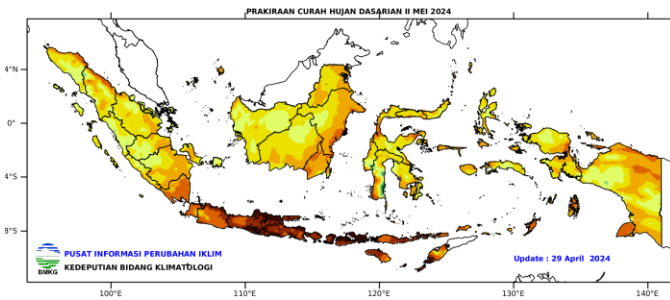 PRAKIRAAN CURAH HUJAN DASARIAN II MEI 2024
4°N
0°
4°S
8°S
PUSAT INFORMASI PERUBAHAN IKLIM
KEDEPUTIAN BIDANG KLIMATOLOGI
BMKG
Update : 29 April 2024
100°E
110°E
120°E
130°E
140°E